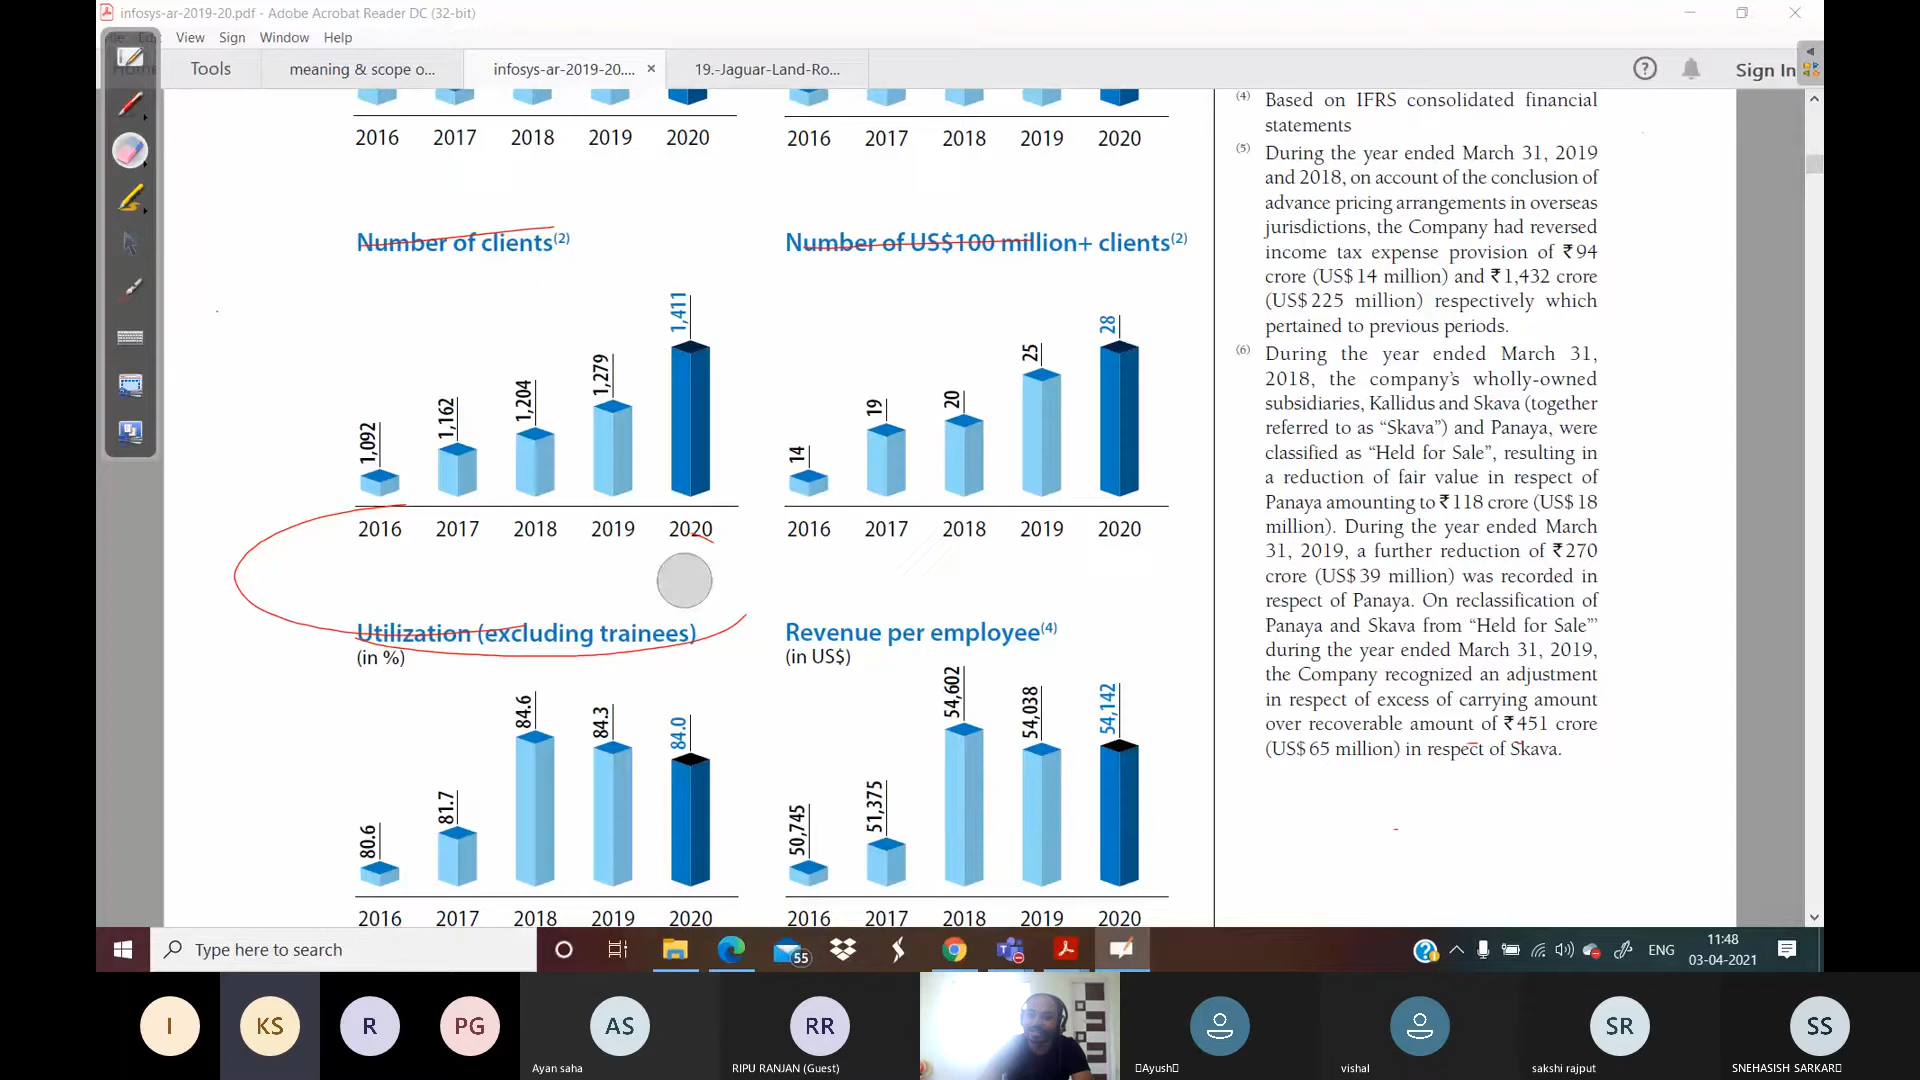 infosys-ar-2019-20.pdf - Adobe Acrobat Reader DC (32-bit)
View Sign Window Help
Tools
meaning & scope o...
infosys-ar-2019-20....
19.-Jaguar-Land-Ro...
Sign In
2016 2017 2018 2019 2020
2016 2017 2018 2019 2020
Number of clients(2)
1,092 1,162 1,204 1,279 1,411
2016 2017 2018 2019 2020
Number of US$100 million+ clients(2)
14 19 20 25 28
2016 2017 2018 2019 2020
Utilization (excluding trainees)
(in %)
80.6 81.7 84.6 84.3 84.0
2016 2017 2018 2019 2020
Revenue per employee(4)
(in US$)
50,745 51,375 54,602 54,038 54,142
2016 2017 2018 2019 2020
(4) Based on IFRS consolidated financial
statements
(5) During the year ended March 31, 2019
and 2018, on account of the conclusion of
advance pricing arrangements in overseas
jurisdictions, the Company had reversed
income tax expense provision of ₹94
crore (US$14 million) and ₹1,432 crore
(US$225 million) respectively which
pertained to previous periods.
(6) During the year ended March 31,
2018, the company's wholly-owned
subsidiaries, Kallidus and Skava (together
referred to as “Skava”) and Panaya, were
classified as “Held for Sale”, resulting in
a reduction of fair value in respect of
Panaya amounting to ₹118 crore (US$18
million). During the year ended March
31, 2019, a further reduction of ₹270
crore (US$39 million) was recorded in
respect of Panaya. On reclassification of
Panaya and Skava from “Held for Sale”’
during the year ended March 31, 2019,
the Company recognized an adjustment
in respect of excess of carrying amount
over recoverable amount of ₹451 crore
(US$65 million) in respect of Skava.
Type here to search
55
ENG
11:48
03-04-2021
I
KS
R
PG
AS
Ayan saha
RR
RIPU RANJAN (Guest)
Ayush
vishal
SR
sakshi rajput
SS
SNEHASISH SARKAR